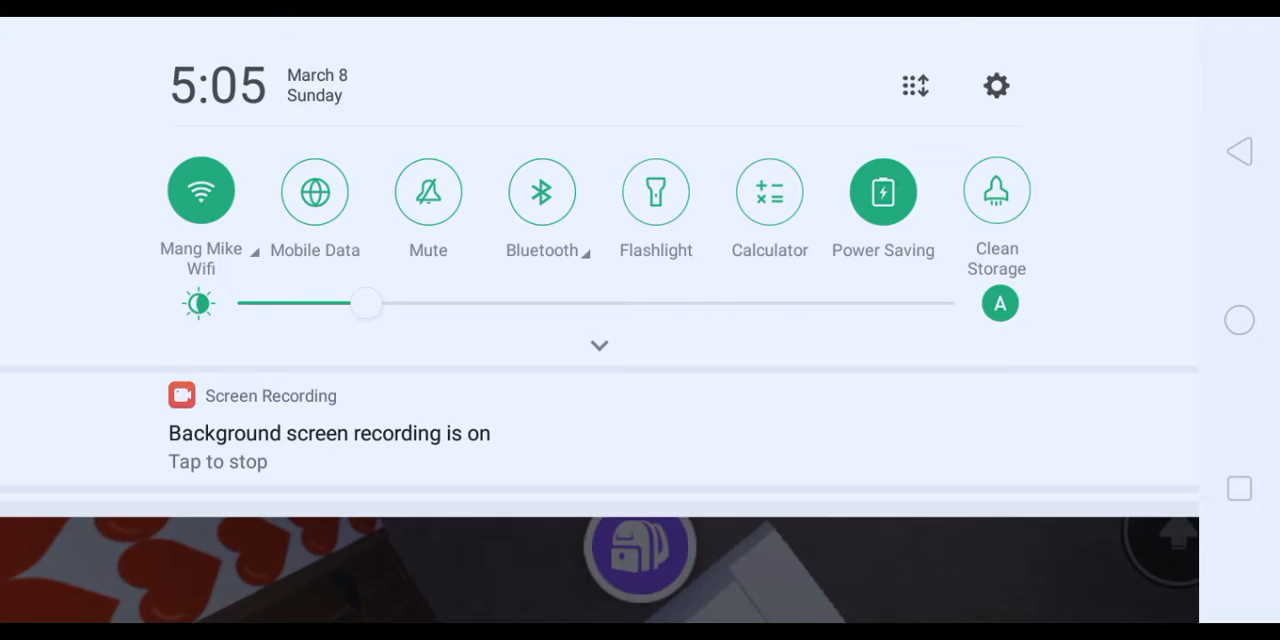 5:05
March 8
Sunday
Mang Mike
Wifi
Mobile Data
Mute
Bluetooth
Flashlight
Calculator
Power Saving
Clean
Storage
A
Screen Recording
Background screen recording is on
Tap to stop